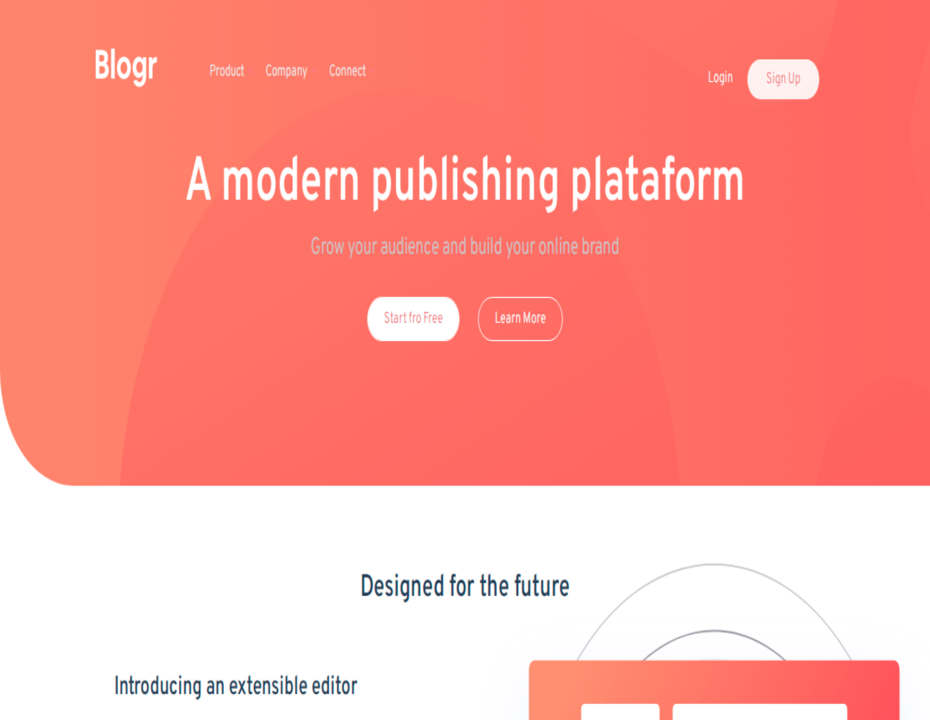 Blogr Product Company Connect Login Sign Up
A modern publishing plataform
Grow your audience and build your online brand
Start fro Free Learn More
Designed for the future
Introducing an extensible editor